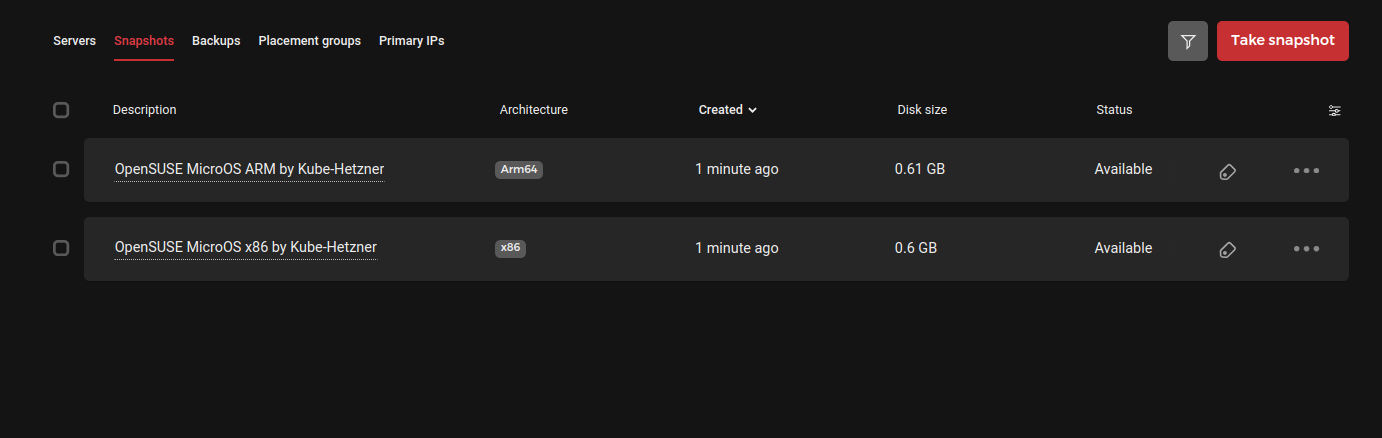 Servers Snapshots Backups Placement groups Primary IPs Take snapshot
Description Architecture Created Disk size Status
OpenSUSE MicroOS ARM by Kube-Hetzner Arm64 1 minute ago 0.61 GB Available
OpenSUSE MicroOS x86 by Kube-Hetzner x86 1 minute ago 0.6 GB Available